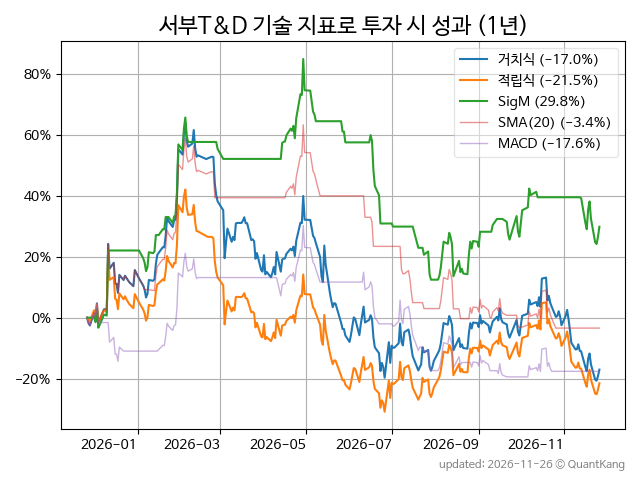 서부T&D 기술 지표로 투자 시 성과 (1년)
거치식 (-17.0%)
적립식 (-21.5%)
SigM (29.8%)
SMA(20) (-3.4%)
MACD (-17.6%)
80%
60%
40%
20%
0%
-20%
2026-01 2026-03 2026-05 2026-07 2026-09 2026-11
updated: 2026-11-26 © QuantKang